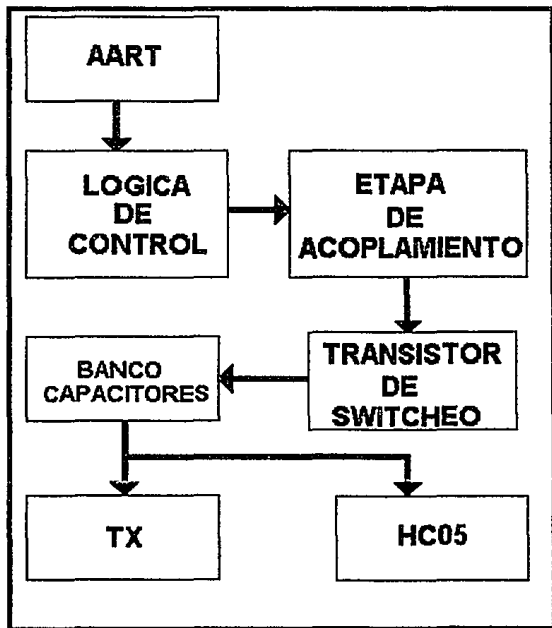 AART
LOGICA
DE
CONTROL
ETAPA
DE
ACOPLAMIENTO
BANCO
CAPACITORES
TRANSISTOR
DE
SWITCHEO
TX
HC05